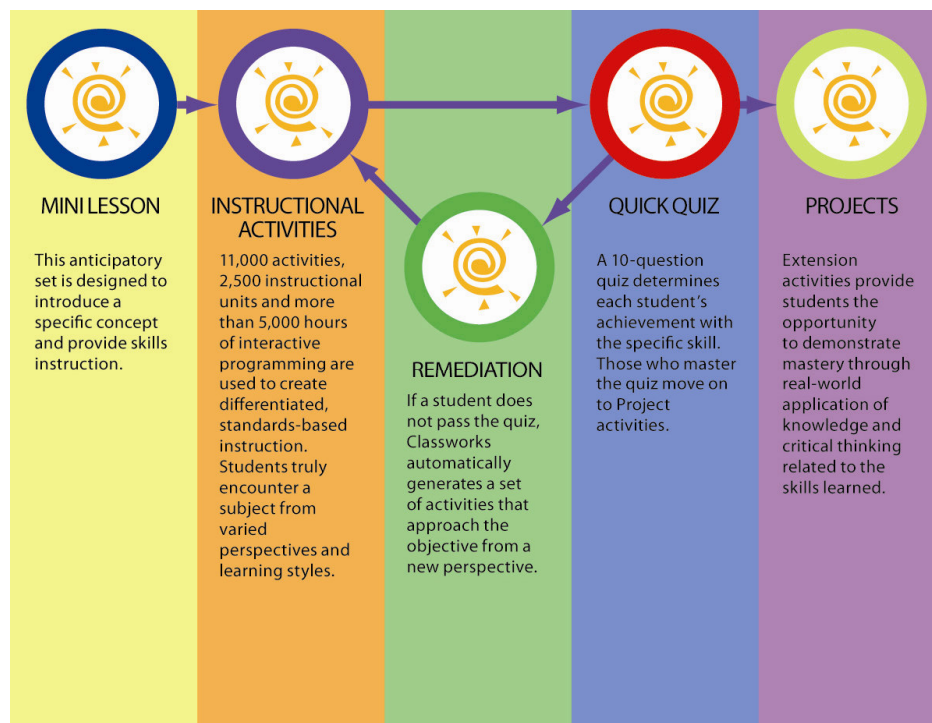 MINI LESSON
This anticipatory
set is designed to
introduce a
specific concept
and provide skills
instruction.
INSTRUCTIONAL
ACTIVITIES
11,000 activities,
2,500 instructional
units and more
than 5,000 hours
of interactive
programming are
used to create
differentiated,
standards-based
instruction.
Students truly
encounter a
subject from
varied
perspectives and
learning styles.
REMEDIATION
If a student does
not pass the quiz,
Classworks
automatically
generates a set
of activities that
approach the
objective from a
new perspective.
QUICK QUIZ
A 10-question
quiz determines
each student’s
achievement with
the specific skill.
Those who master
the quiz move on
to Project
activities.
PROJECTS
Extension
activities provide
students the
opportunity
to demonstrate
mastery through
real-world
application of
knowledge and
critical thinking
related to the
skills learned.